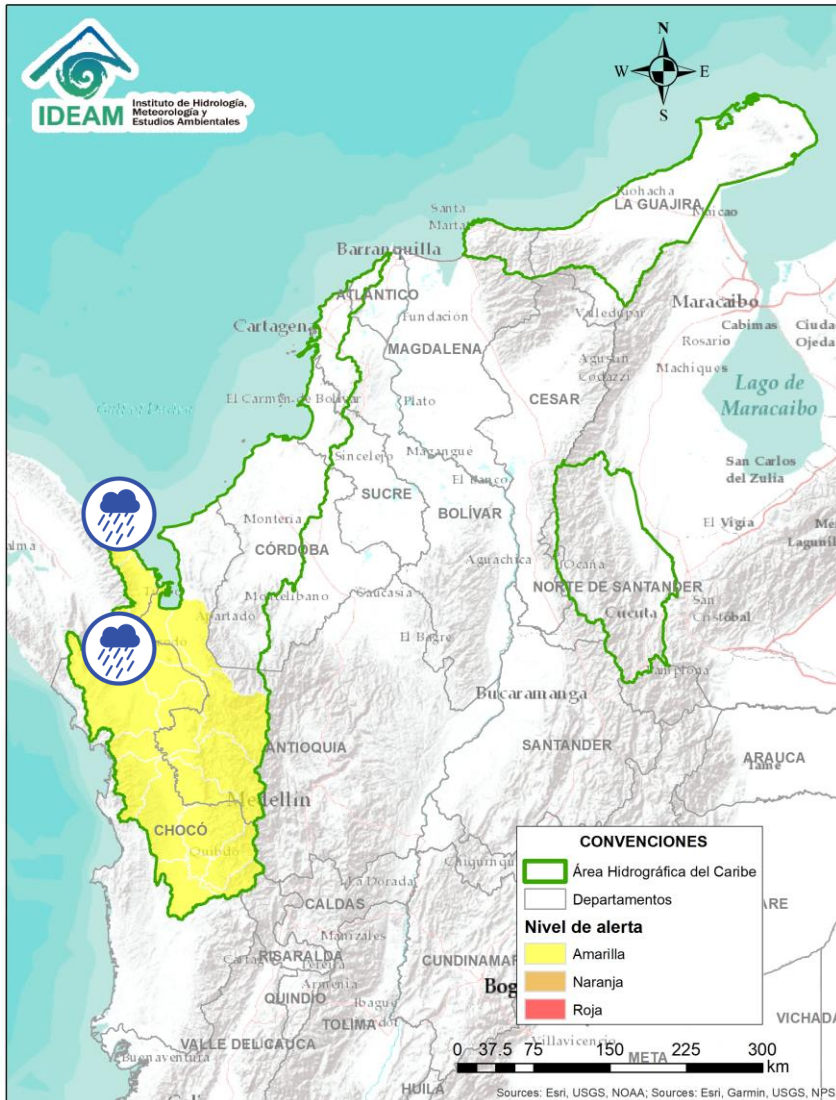 N
W E
S
IDEAM Instituto de Hidrología,
Meteorología y
Estudios Ambientales
Riohacha
LA GUAJIRA
Maicao
Santa
Marta
Barranquilla
ATLÁNTICO
Maracaibo
Cabimas
Ciudad
Ojeda
Fundación
Valledupar
Rosario
Cartagena
MAGDALENA
Machiques
Agustín
Codazzi
CESAR
Lago de
Maracaibo
El Carmen de Bolívar
Plato
Sincelejo
Magangué
San Carlos
del Zulia
SUCRE
El Banco
BOLÍVAR
El Vigía
Montería
CÓRDOBA
Aguachica
Ocaña
NORTE DE SANTANDER
Montelíbano
Caucasia
Apartadó
Cúcuta
San
Cristóbal
El Bagre
Pamplona
Bucaramanga
ANTIOQUIA
SANTANDER
ARAUCA
Tame
Medellín
CHOCÓ
Quibdó
La Dorada
CALDAS
Manizales
RISARALDA
Pereira
Armenia
QUINDÍO
Ibagué
TOLIMA
VALLE DEL CAUCA
Buenaventura
HUILA
Villavicencio
META
VICHADA
CONVENCIONES
Área Hidrográfica del Caribe
Departamentos
Nivel de alerta
Amarilla
Naranja
Roja
0 37.5 75 150 225 300
km
Sources: Esri, USGS, NOAA; Sources: Esri, Garmin, USGS, NPS